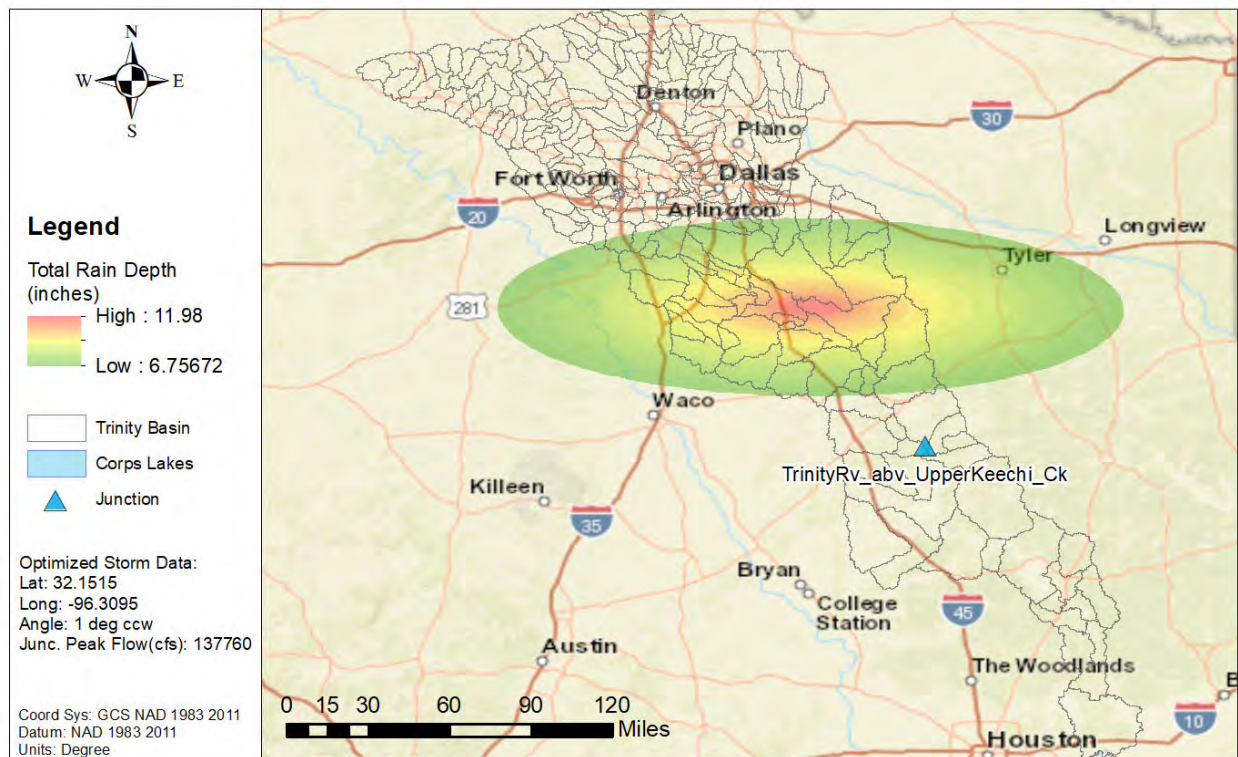 N
W E
S
Legend
Total Rain Depth
(inches)
High : 11.98
Low : 6.75672
Trinity Basin
Corps Lakes
Junction
Optimized Storm Data:
Lat: 32.1515
Long: -96.3095
Angle: 1 deg ccw
Junc. Peak Flow(cfs): 137760
Coord Sys: GCS NAD 1983 2011
Datum: NAD 1983 2011
Units: Degree
Denton
30
Plano
Dallas
Fort Worth
20
Arlington
Longview
Tyler
281
Waco
TrinityRv_abv_UpperKeechi_Ck
Killeen
35
Bryan
College
Station
45
Austin
The Woodlands
B
10
Houston
0 15 30 60 90 120
Miles